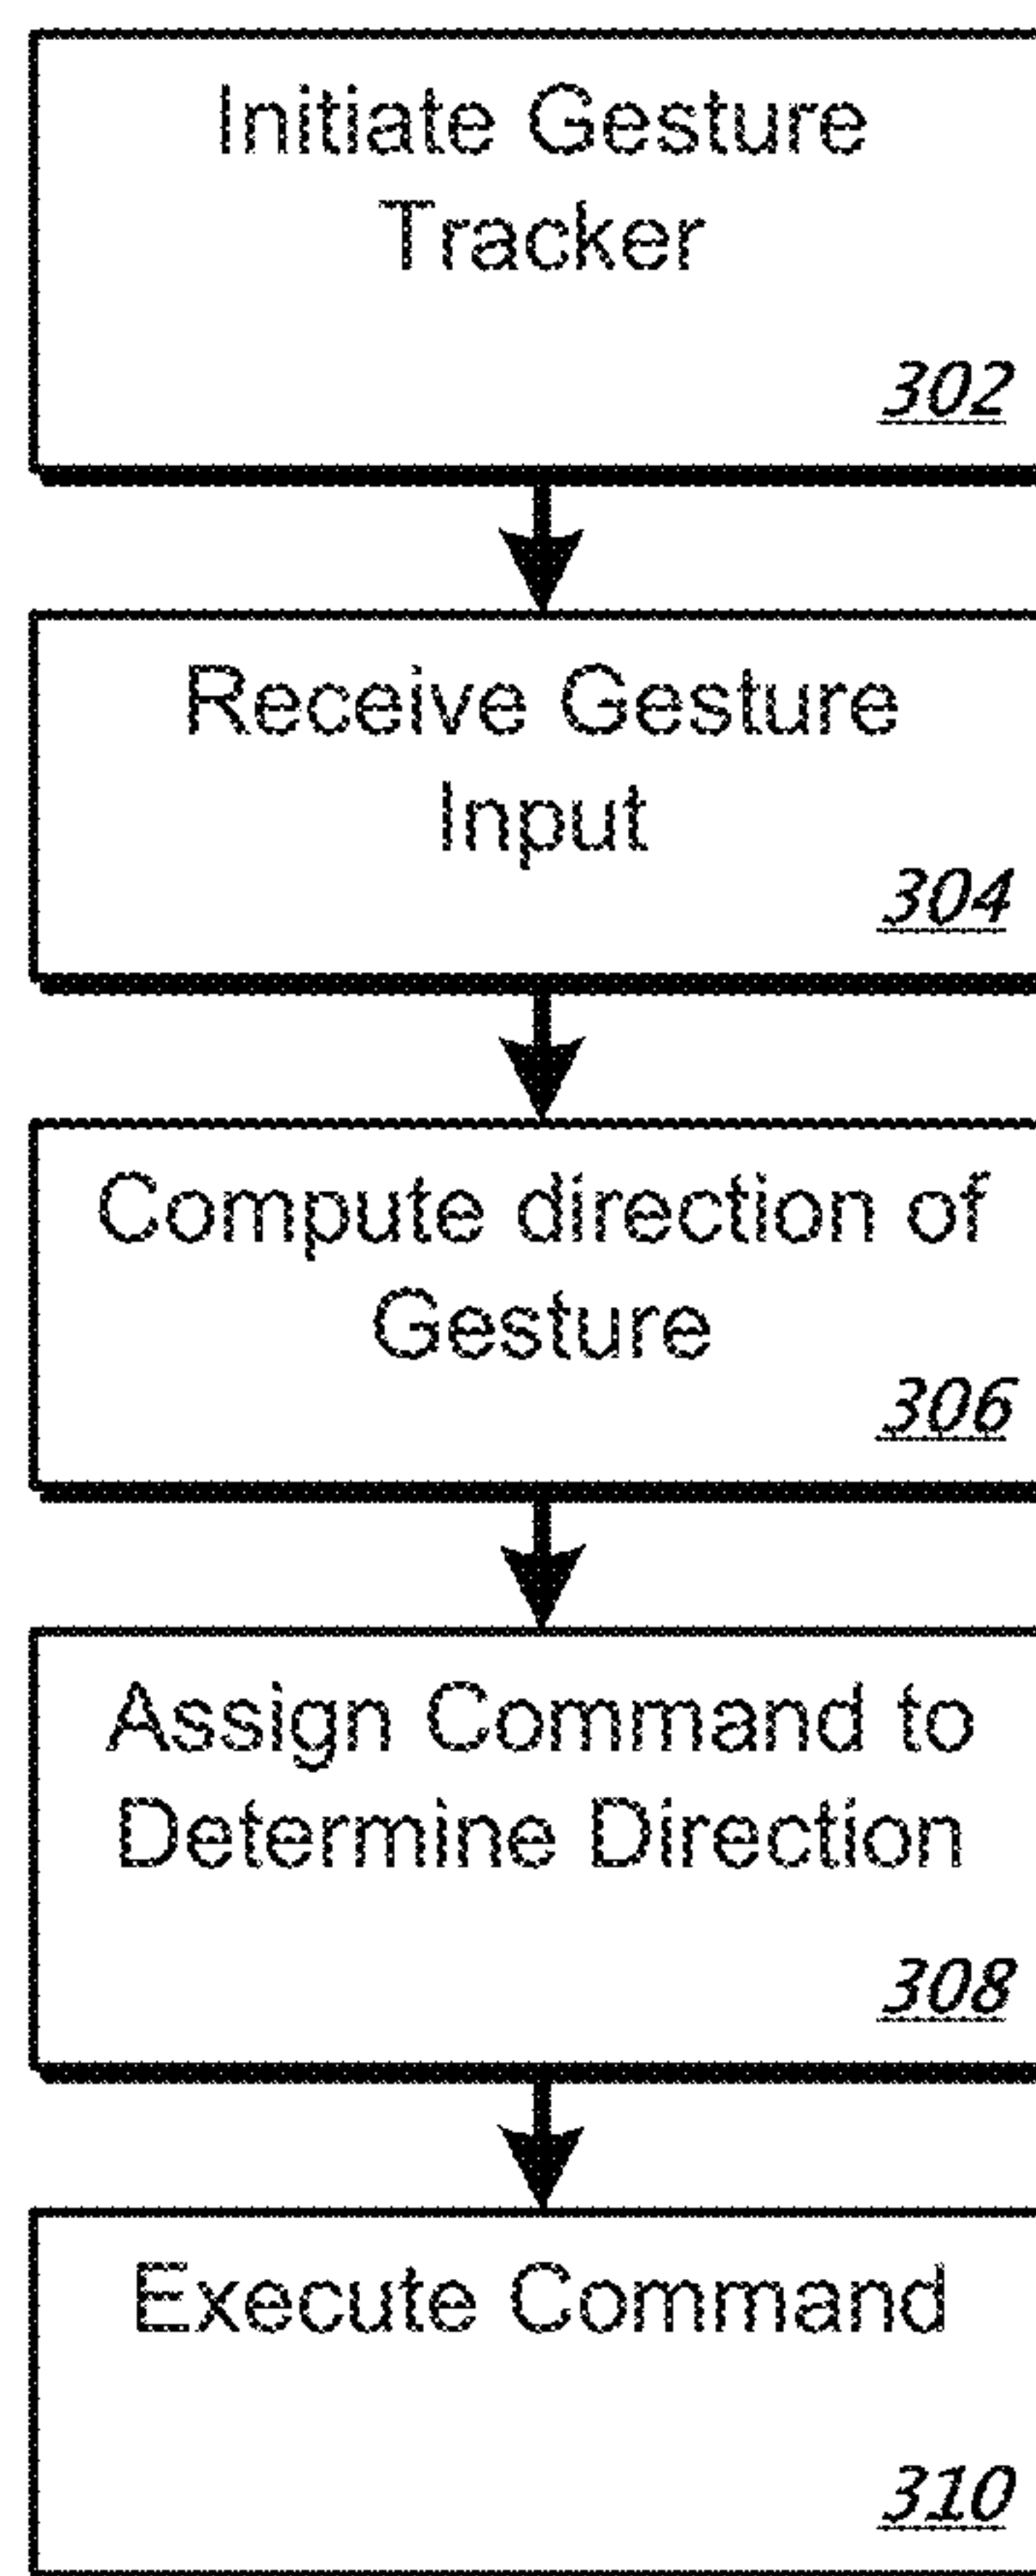 Initiate Gesture
Tracker
302
Receive Gesture
Input
304
Compute direction of
Gesture
306
Assign Command to
Determine Direction
308
Execute Command
310